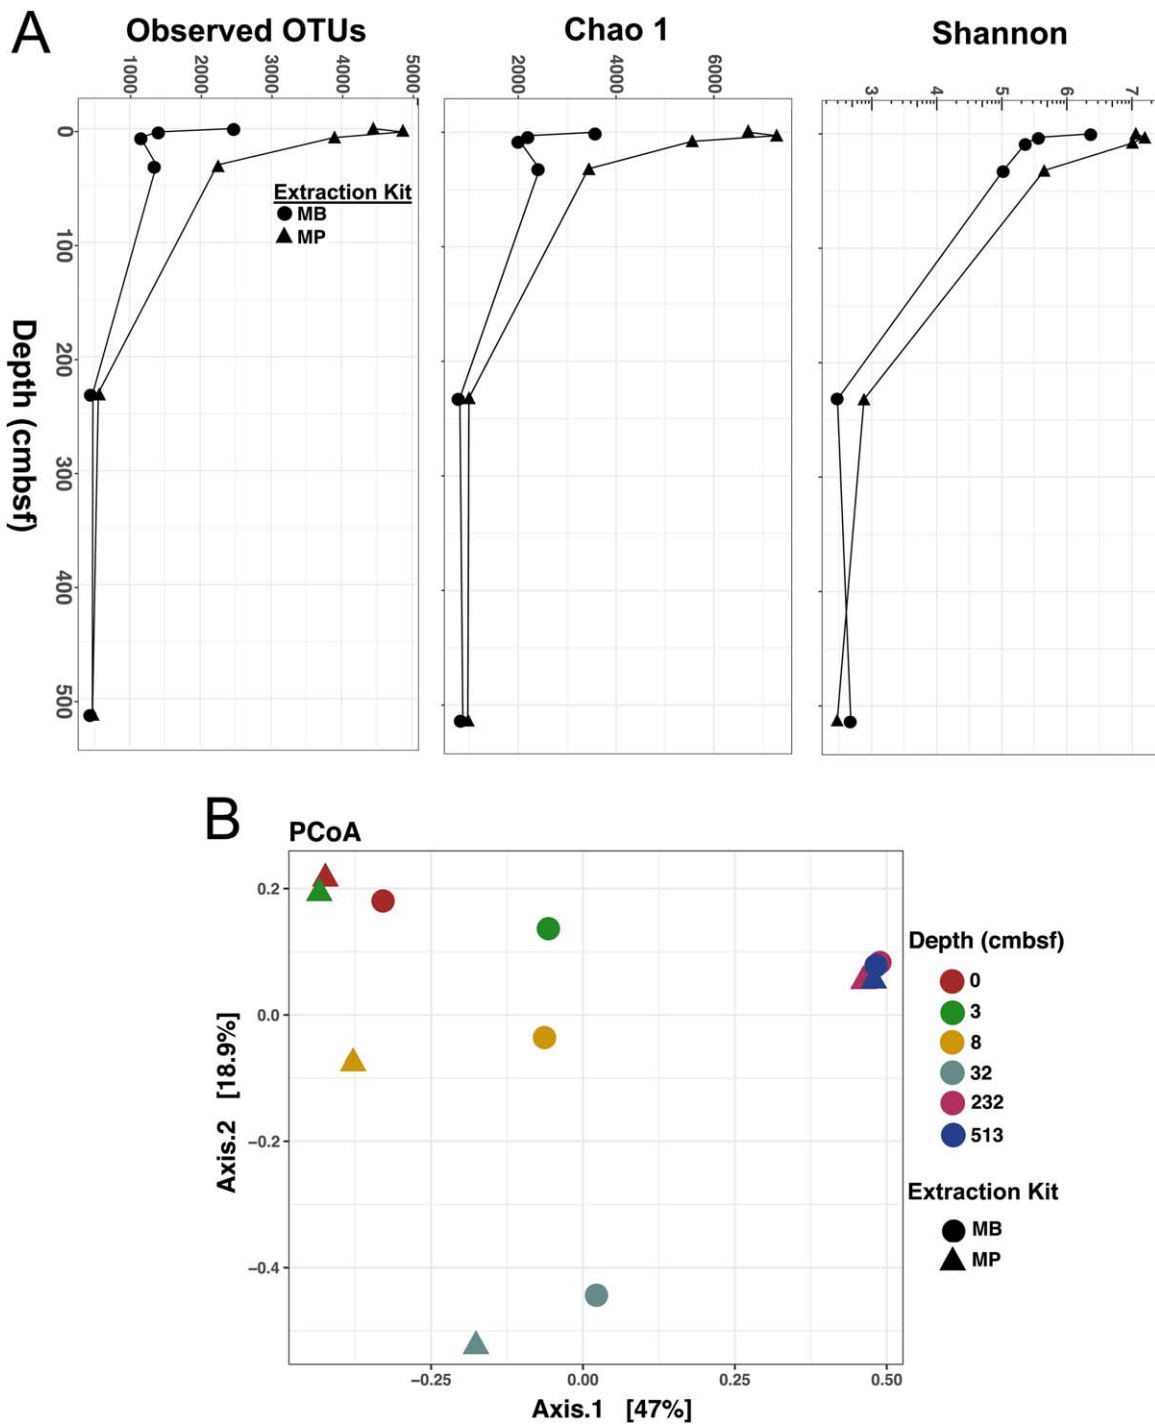 A
Observed OTUs
Chao 1
Shannon
1000 2000 3000 4000 5000
2000 4000 6000
3 4 5 6 7
0
100
200
300
400
500
Depth (cmbsf)
Extraction Kit
MB
MP
B
PCoA
0.2
0.0
−0.2
−0.4
Axis.2 [18.9%]
−0.25 0.00 0.25 0.50
Axis.1 [47%]
Depth (cmbsf)
0
3
8
32
232
513
Extraction Kit
MB
MP